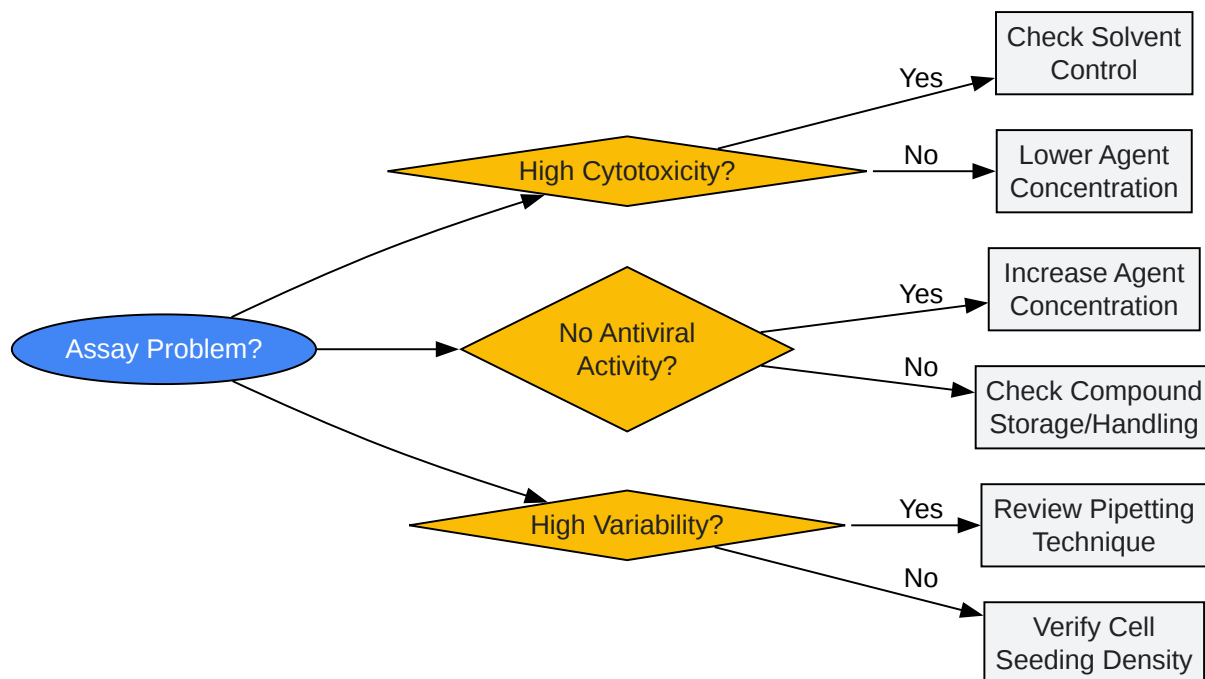 Assay Problem?
High Cytotoxicity?
Yes
Check Solvent
Control
No
Lower Agent
Concentration
No Antiviral
Activity?
Yes
Increase Agent
Concentration
No
Check Compound
Storage/Handling
High Variability?
Yes
Review Pipetting
Technique
No
Verify Cell
Seeding Density